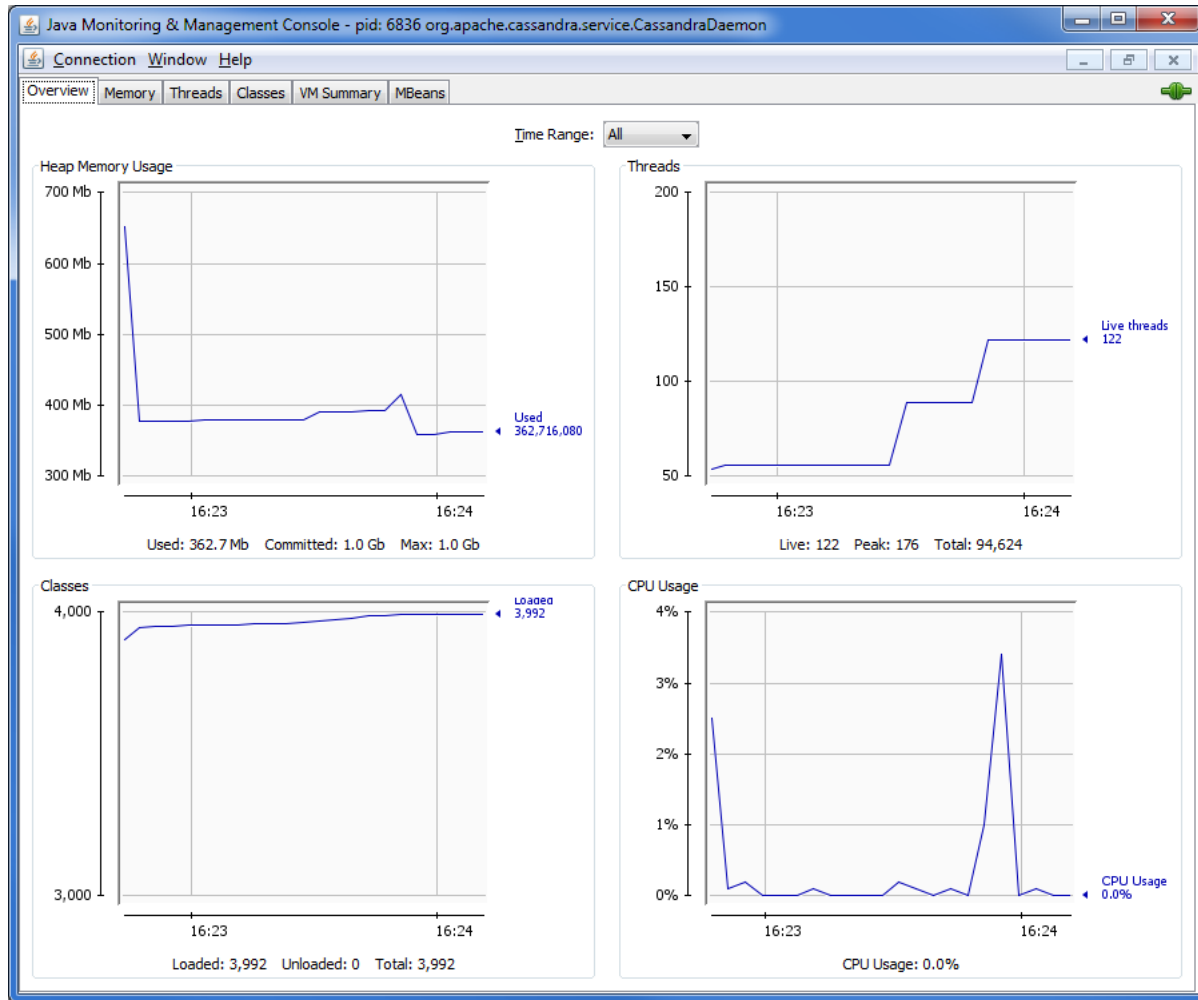 Java Monitoring & Management Console - pid: 6836 org.apache.cassandra.service.CassandraDaemon
Connection Window Help
Overview Memory Threads Classes VM Summary MBeans
Time Range: All
Heap Memory Usage
700 Mb
600 Mb
500 Mb
400 Mb
300 Mb
Used
362,716,080
16:23 16:24
Used: 362.7 Mb Committed: 1.0 Gb Max: 1.0 Gb
Threads
200
150
100
50
Live threads
122
16:23 16:24
Live: 122 Peak: 176 Total: 94,624
Classes
4,000
3,000
Loaded
3,992
16:23 16:24
Loaded: 3,992 Unloaded: 0 Total: 3,992
CPU Usage
4%
3%
2%
1%
0%
CPU Usage
0.0%
16:23 16:24
CPU Usage: 0.0%